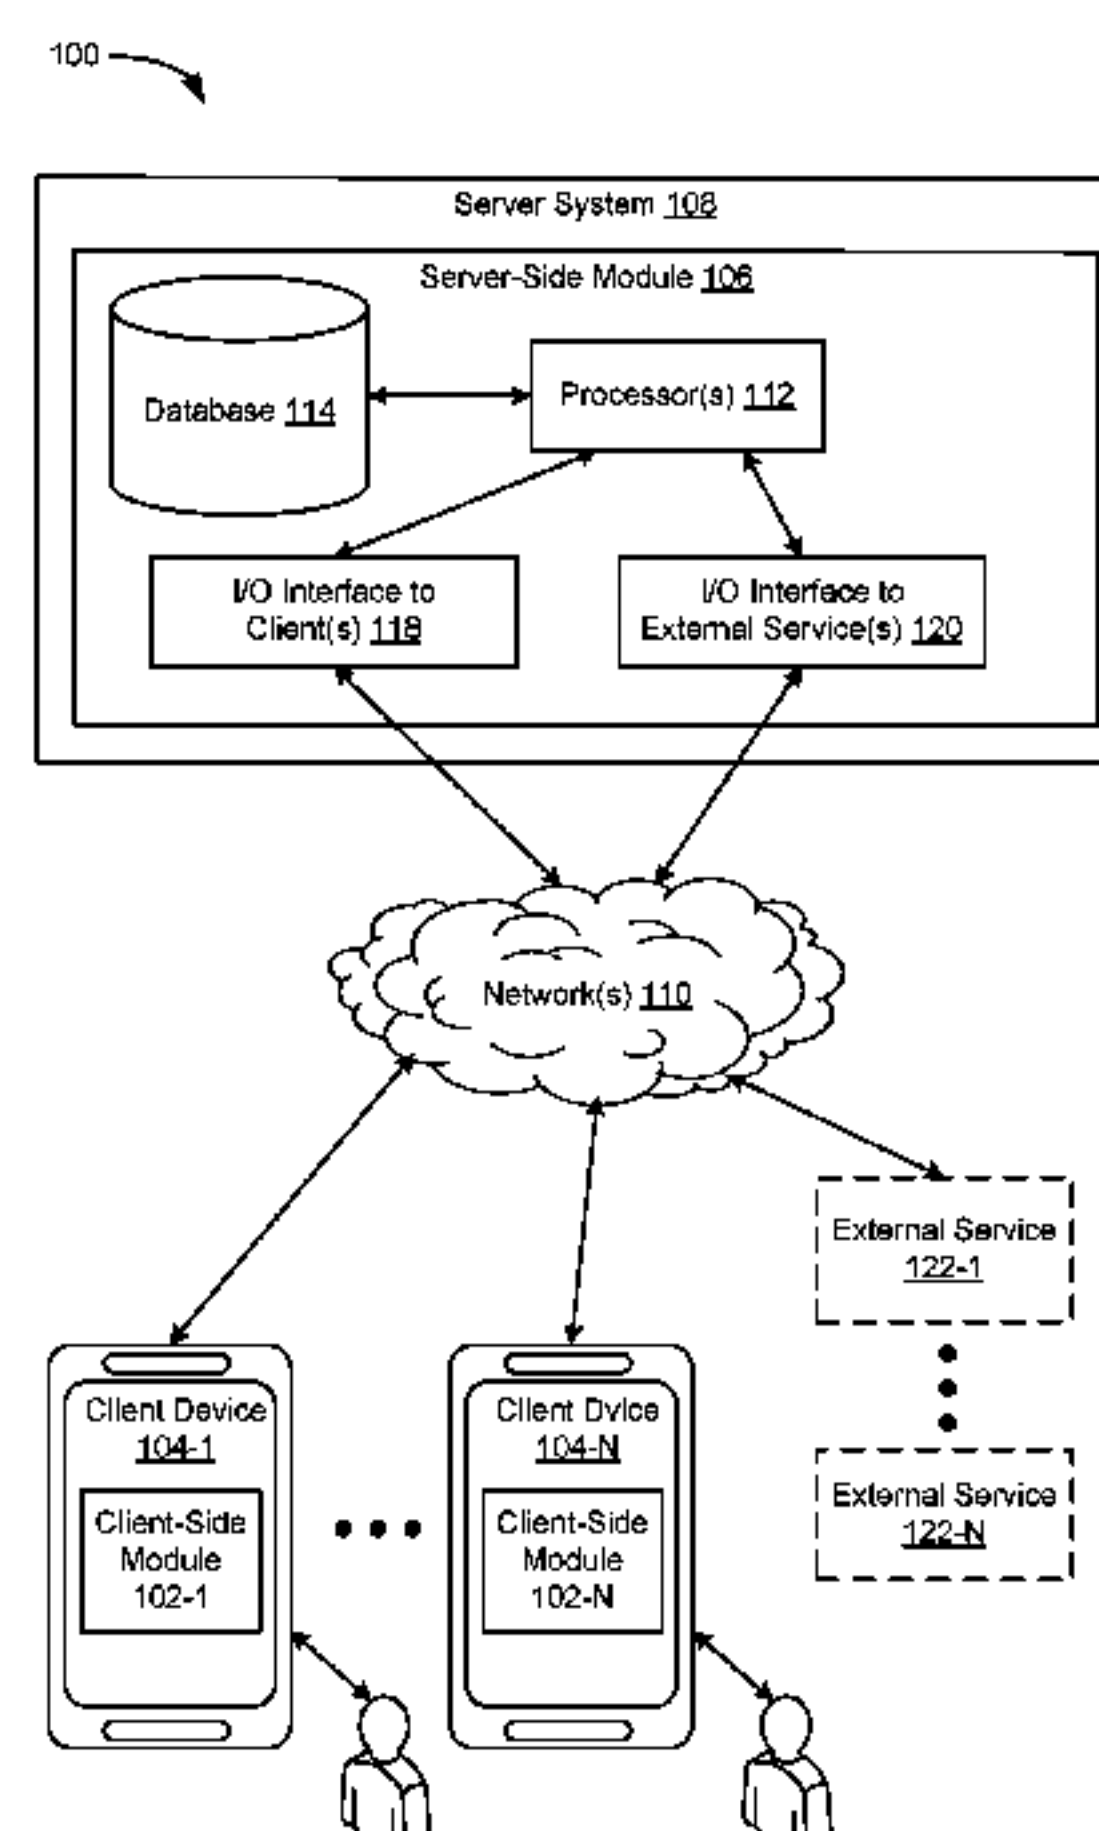 100
Server System 108
Server-Side Module 106
Database 114
Processor(s) 112
I/O Interface to
Client(s) 118
I/O Interface to
External Service(s) 120
Network(s) 110
External Service
122-1
Client Device
104-1
Client-Side
Module
102-1
Client Dvice
104-N
Client-Side
Module
102-N
External Service
122-N